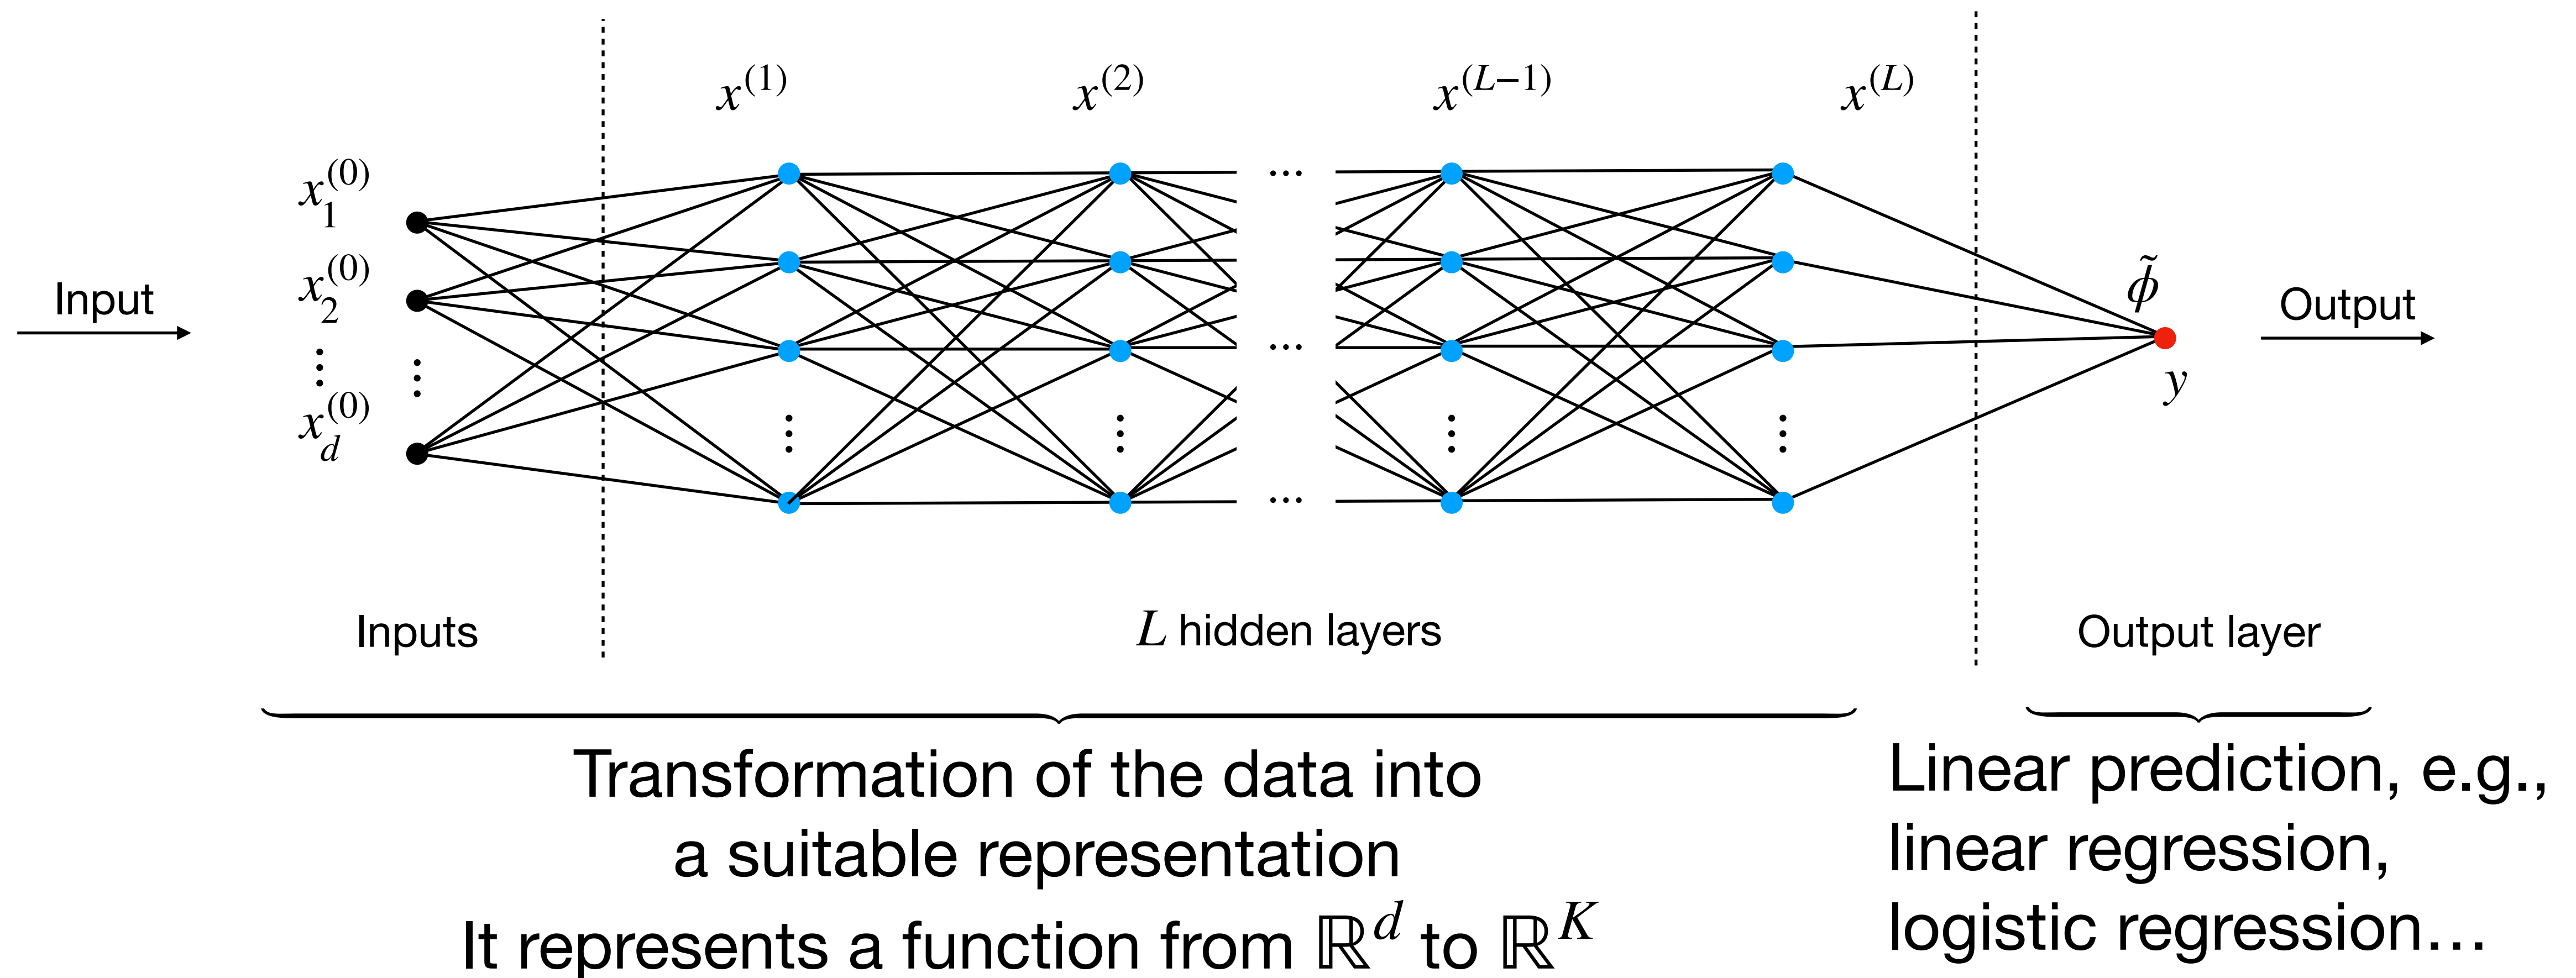 x^{(1)}
x^{(2)}
x^{(L−1)}
x^{(L)}
x_1^{(0)}
x_2^{(0)}
⋮ ⋮
x_d^{(0)}
Input
...
...
...
⋮ ⋮ ⋮ ⋮
\tilde{ϕ}
y
Output
Inputs
L hidden layers
Output layer
Transformation of the data into
a suitable representation
It represents a function from ℝ^d to ℝ^K
Linear prediction, e.g.,
linear regression,
logistic regression…